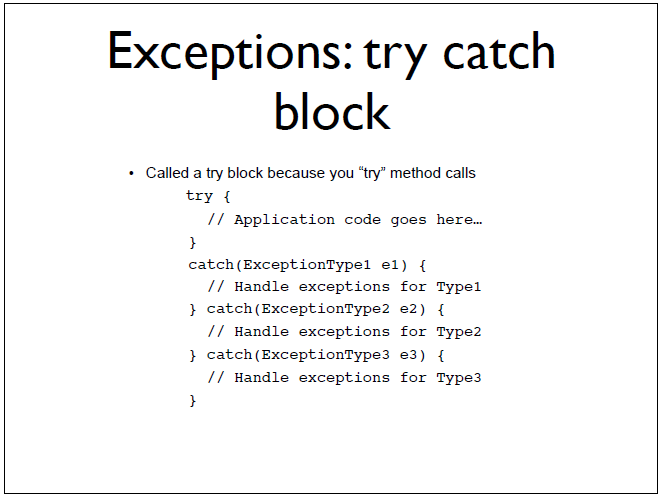 Exceptions: try catch
block
• Called a try block because you “try” method calls
try {
// Application code goes here…
}
catch(ExceptionType1 e1) {
// Handle exceptions for Type1
} catch(ExceptionType2 e2) {
// Handle exceptions for Type2
} catch(ExceptionType3 e3) {
// Handle exceptions for Type3
}